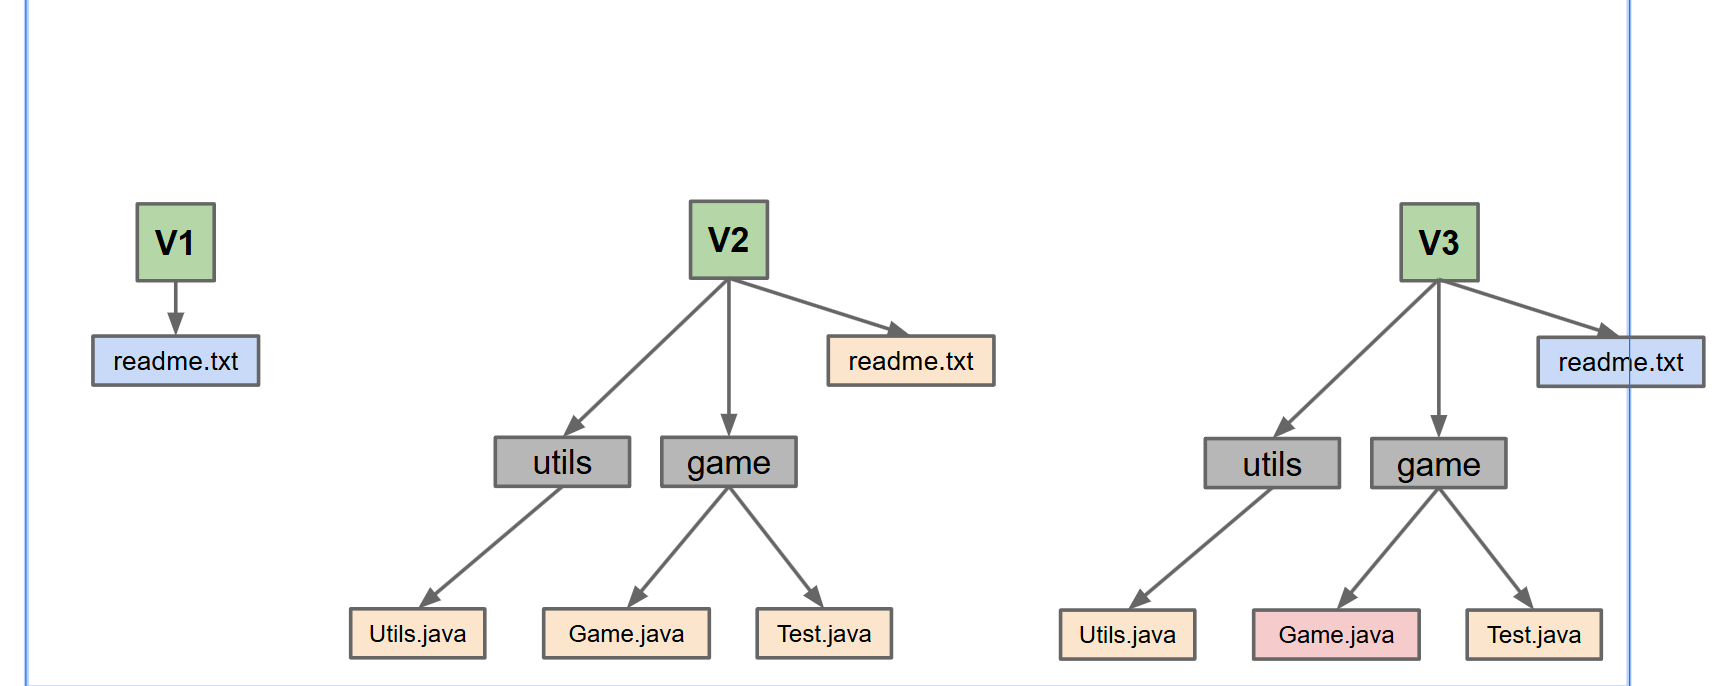 V1
readme.txt
V2
readme.txt
utils
game
Utils.java
Game.java
Test.java
V3
readme.txt
utils
game
Utils.java
Game.java
Test.java